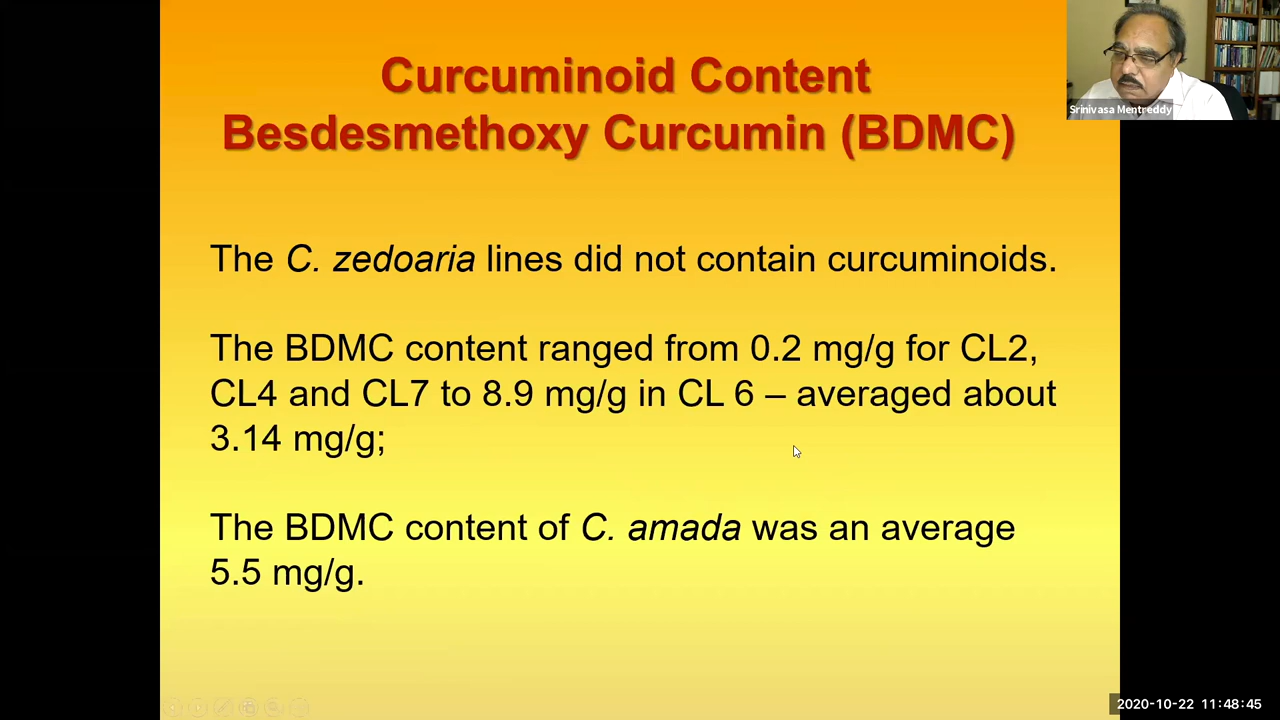 Curcuminoid Content
Besdesmethoxy Curcumin (BDMC)
Srinivasa Mentreddy
The C. zedoaria lines did not contain curcuminoids.
The BDMC content ranged from 0.2 mg/g for CL2,
CL4 and CL7 to 8.9 mg/g in CL 6 – averaged about
3.14 mg/g;
The BDMC content of C. amada was an average
5.5 mg/g.
2020-10-22 11:48:45